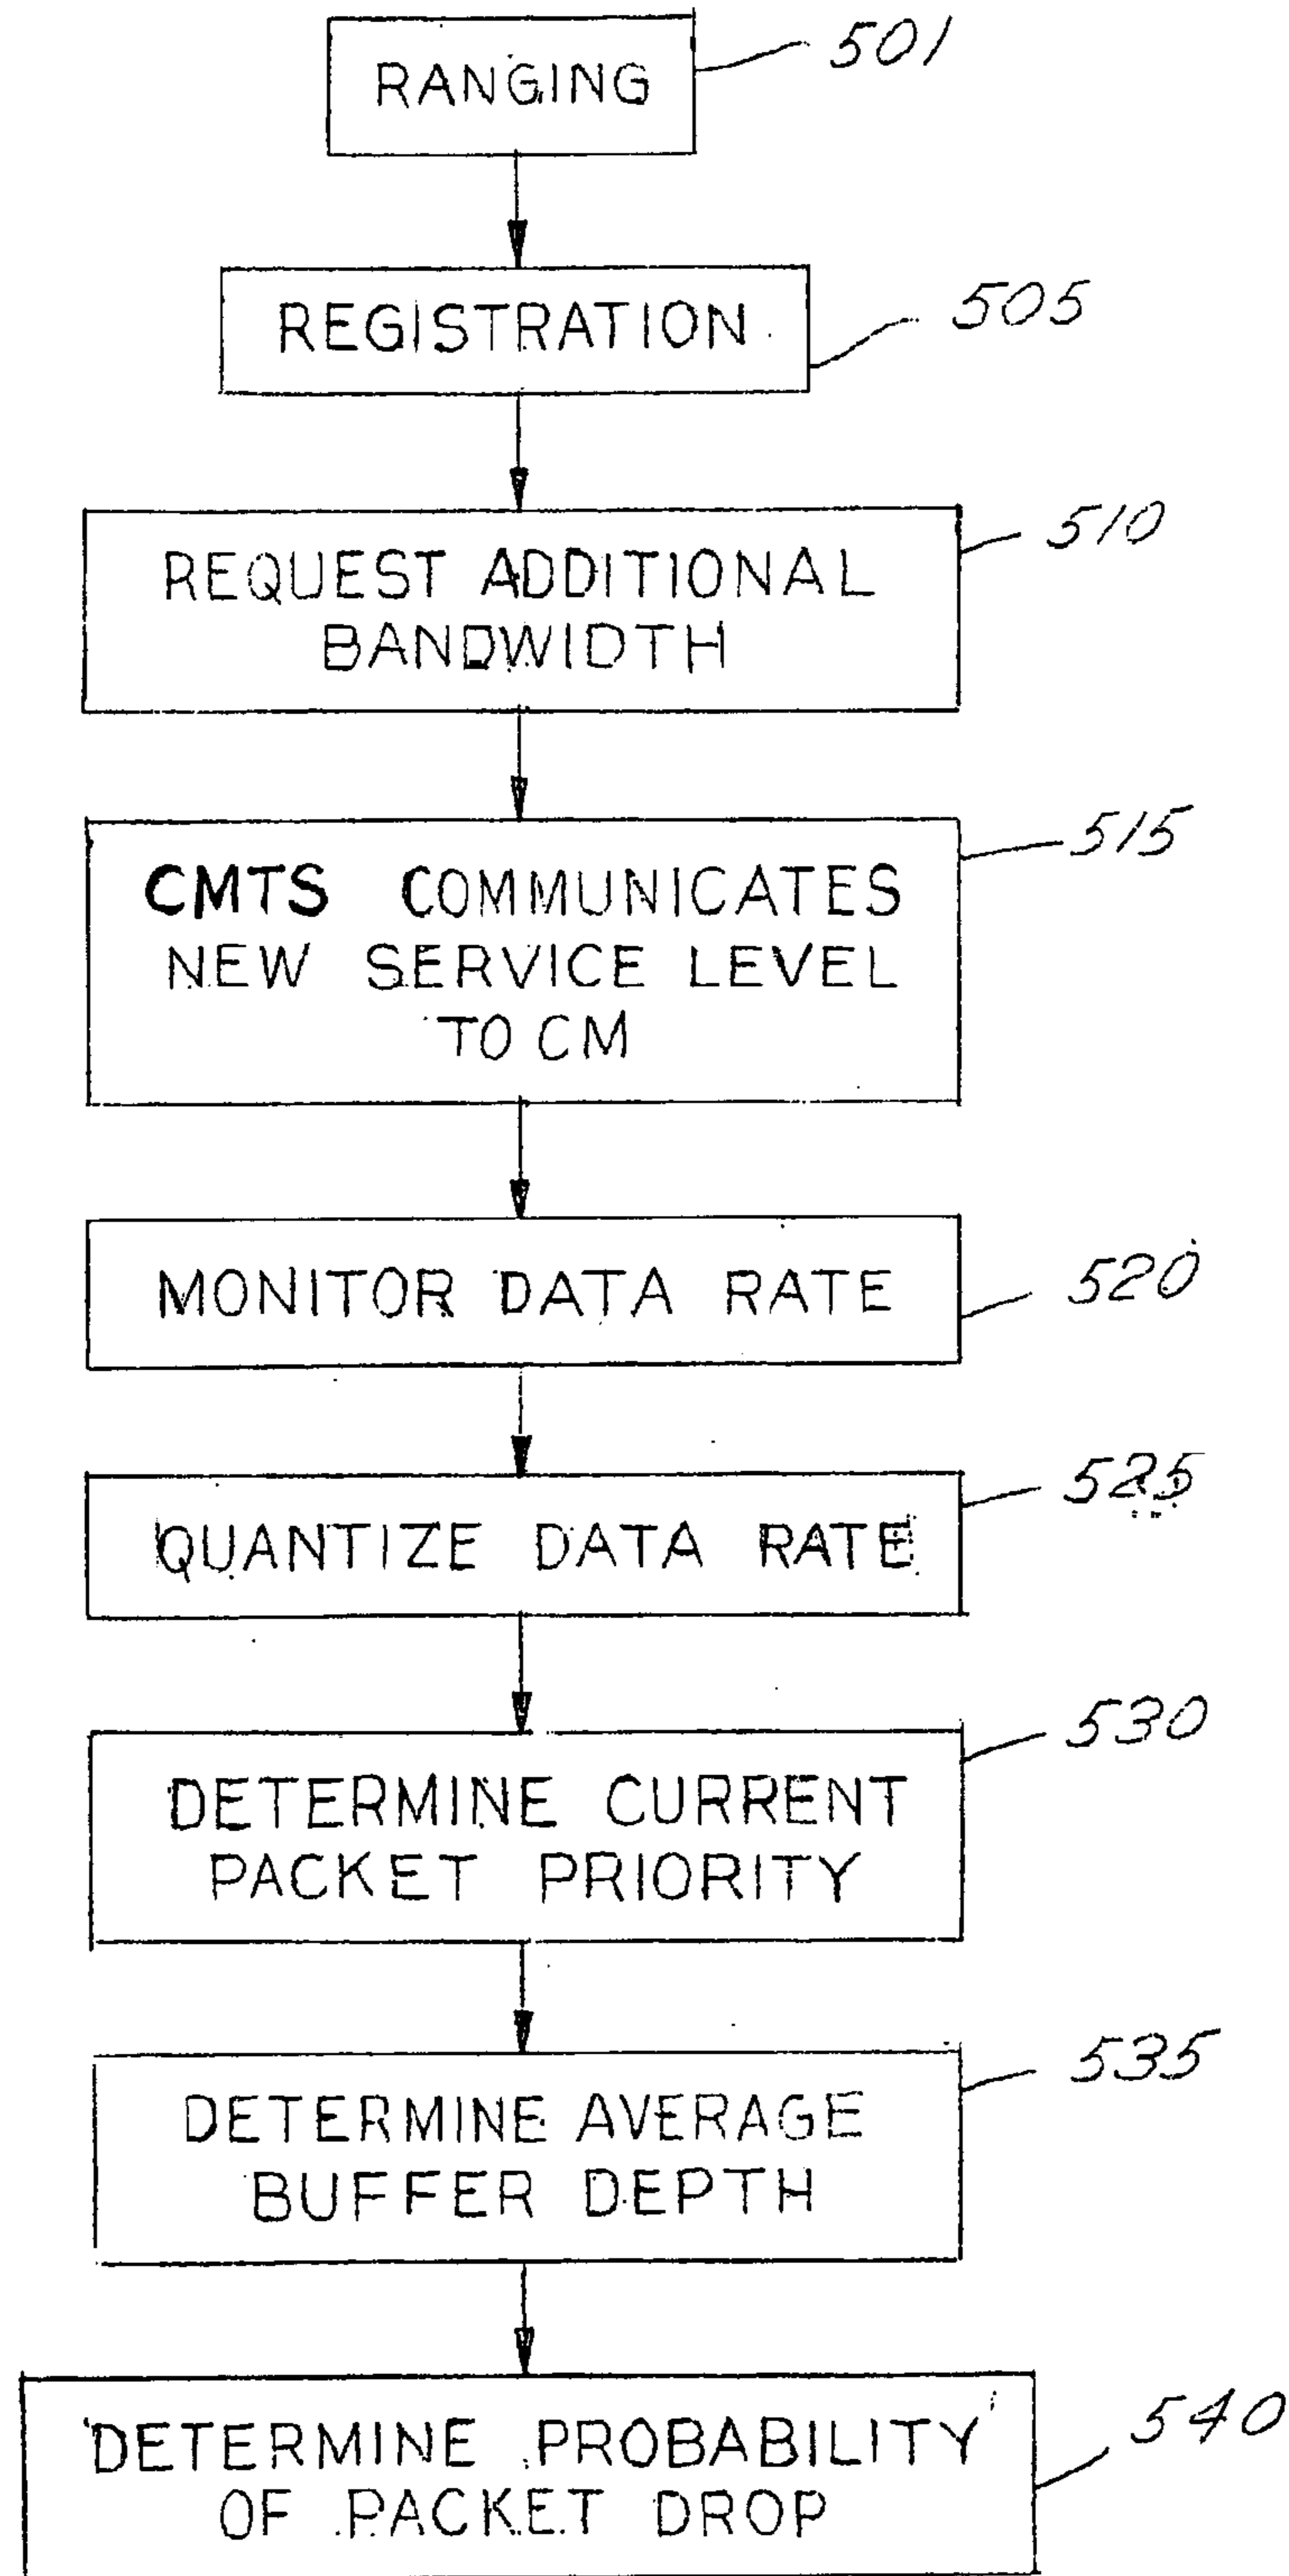 RANGING
501
REGISTRATION
505
REQUEST ADDITIONAL
BANDWIDTH
510
CMTS COMMUNICATES
NEW SERVICE LEVEL
TO CM
515
MONITOR DATA RATE
520
QUANTIZE DATA RATE
525
DETERMINE CURRENT
PACKET PRIORITY
530
DETERMINE AVERAGE
BUFFER DEPTH
535
DETERMINE PROBABILITY
OF PACKET DROP
540